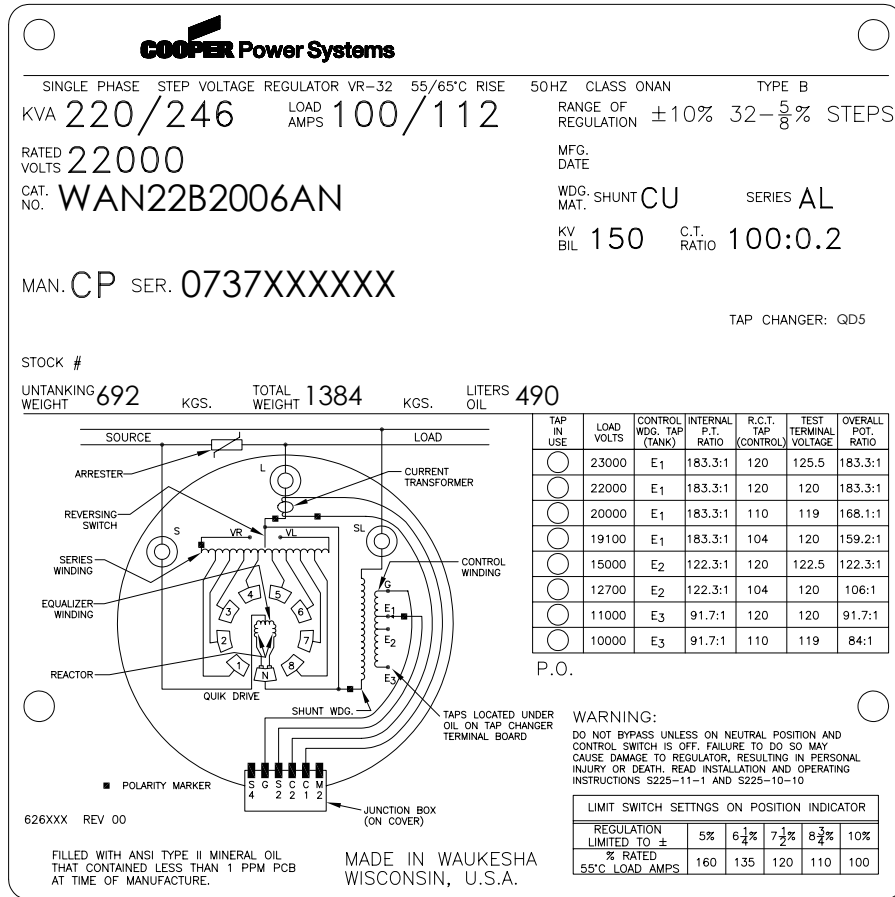 COOPER Power Systems
SINGLE PHASE STEP VOLTAGE REGULATOR VR-32 55/65°C RISE 50HZ CLASS ONAN TYPE B
KVA 220/246 LOAD AMPS 100/112 RANGE OF REGULATION ±10% 32-5/8% STEPS
RATED VOLTS 22000 MFG. DATE
CAT. NO. WAN22B2006AN WDG. MAT. SHUNT CU SERIES AL
KV BIL 150 C.T. RATIO 100:0.2
MAN. CP SER. 0737XXXXXX
TAP CHANGER: QD5
STOCK #
UNTANKING WEIGHT 692 KGS. TOTAL WEIGHT 1384 KGS. LITERS OIL 490
SOURCE LOAD
ARRESTER
L
CURRENT TRANSFORMER
REVERSING SWITCH
S
VR VL
SL
SERIES WINDING
CONTROL WINDING
EQUALIZER WINDING
G
E1
E2
E3
1 2 3 4 5 6 7 8
N
REACTOR
QUIK DRIVE
SHUNT WDG.
TAPS LOCATED UNDER
OIL ON TAP CHANGER
TERMINAL BOARD
POLARITY MARKER
S4 G S2 C2 C1 M2
JUNCTION BOX
(ON COVER)
626XXX REV 00
TAP IN USE LOAD VOLTS CONTROL WDG. TAP (TANK) INTERNAL P.T. RATIO R.C.T. TAP (CONTROL) TEST TERMINAL VOLTAGE OVERALL POT. RATIO
23000 E1 183.3:1 120 125.5 183.3:1
22000 E1 183.3:1 120 120 183.3:1
20000 E1 183.3:1 110 119 168.1:1
19100 E1 183.3:1 104 120 159.2:1
15000 E2 122.3:1 120 122.5 122.3:1
12700 E2 122.3:1 104 120 106:1
11000 E3 91.7:1 120 120 91.7:1
10000 E3 91.7:1 110 119 84:1
P.O.
WARNING:
DO NOT BYPASS UNLESS ON NEUTRAL POSITION AND
CONTROL SWITCH IS OFF. FAILURE TO DO SO MAY
CAUSE DAMAGE TO REGULATOR, RESULTING IN PERSONAL
INJURY OR DEATH. READ INSTALLATION AND OPERATING
INSTRUCTIONS S225-11-1 AND S225-10-10
LIMIT SWITCH SETTNGS ON POSITION INDICATOR
REGULATION LIMITED TO ± 5% 6 1/4% 7 1/2% 8 3/4% 10%
% RATED 55°C LOAD AMPS 160 135 120 110 100
FILLED WITH ANSI TYPE II MINERAL OIL
THAT CONTAINED LESS THAN 1 PPM PCB
AT TIME OF MANUFACTURE.
MADE IN WAUKESHA
WISCONSIN, U.S.A.